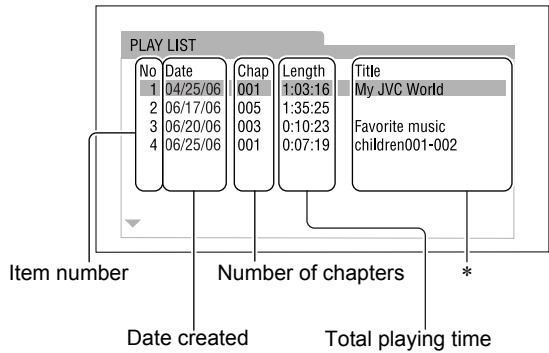 PLAY LIST
No Date Chap Length Title
1 04/25/06 001 1:03:16 My JVC World
2 06/17/06 005 1:35:25
3 06/20/06 003 0:10:23 Favorite music
4 06/25/06 001 0:07:19 children001-002
Item number Number of chapters *
Date created Total playing time